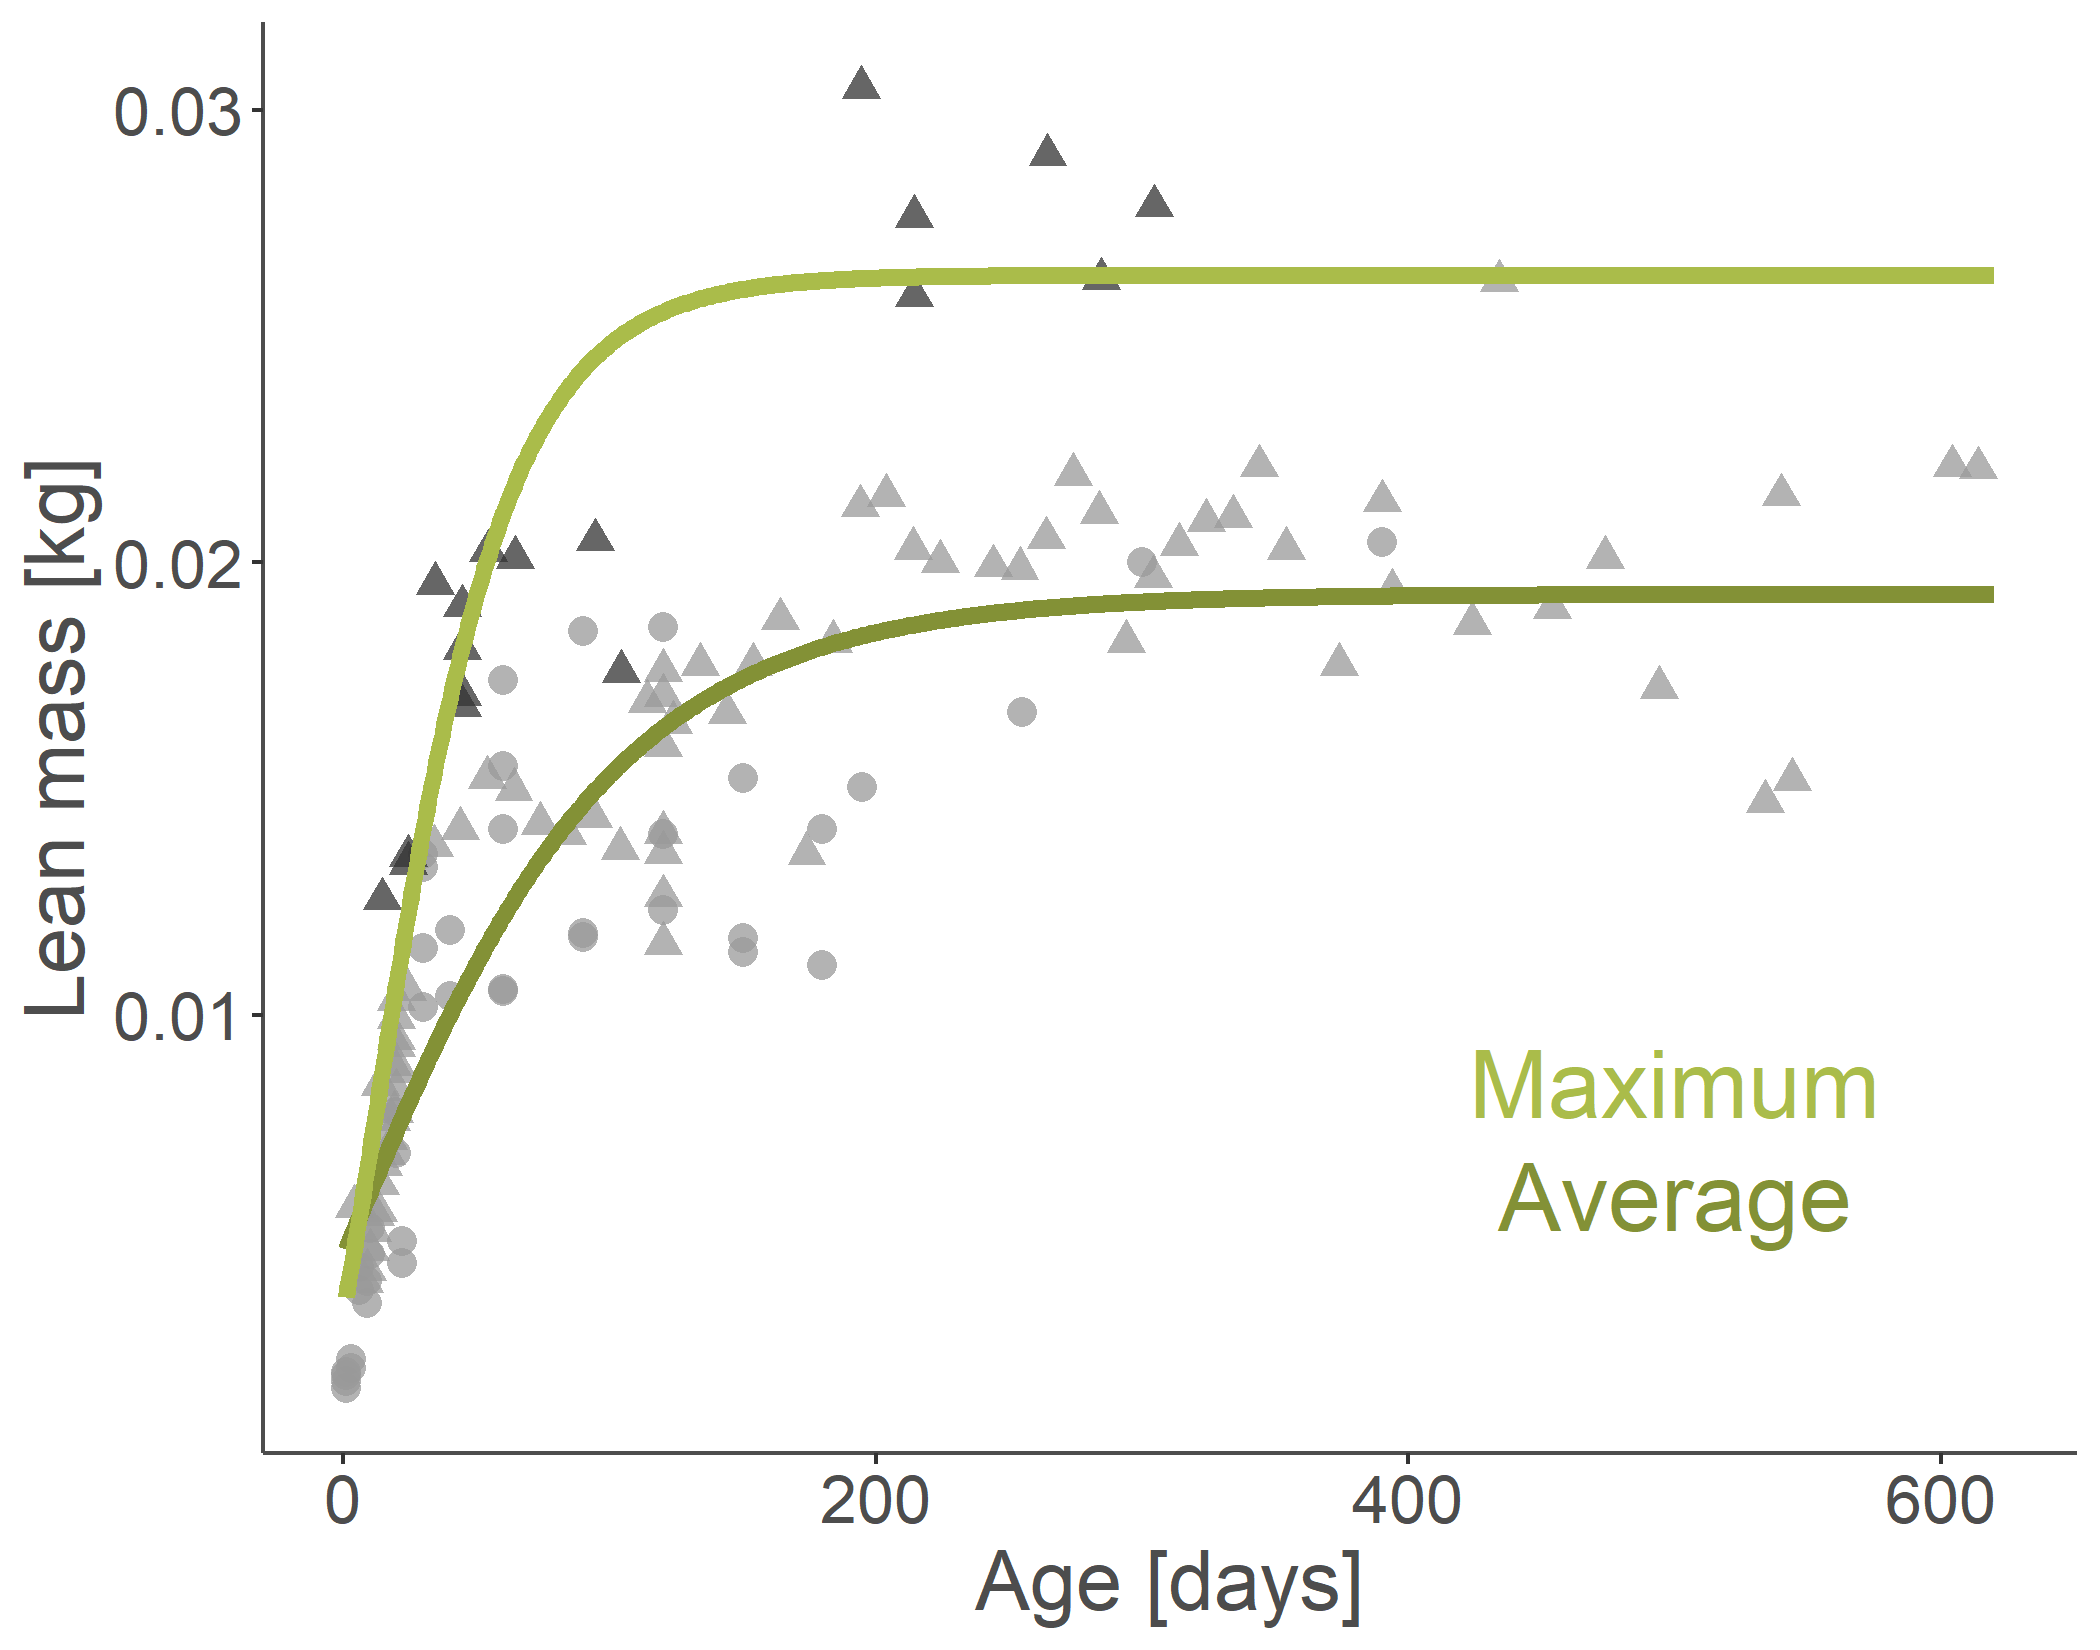 0.03
0.02
0.01
Lean mass [kg]
Maximum
Average
0 200 400 600
Age [days]